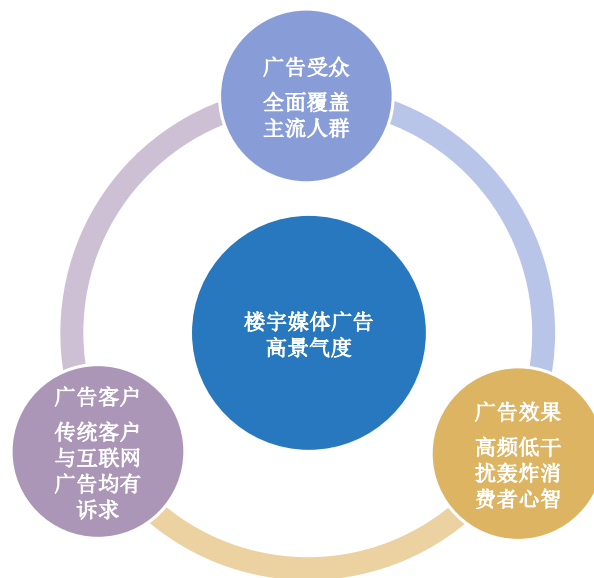 广告受众
全面覆盖
主流人群
楼宇媒体广告
高景气度
广告客户
传统客户
与互联网
广告均有
诉求
广告效果
高频低干
扰轰炸消
费者心智